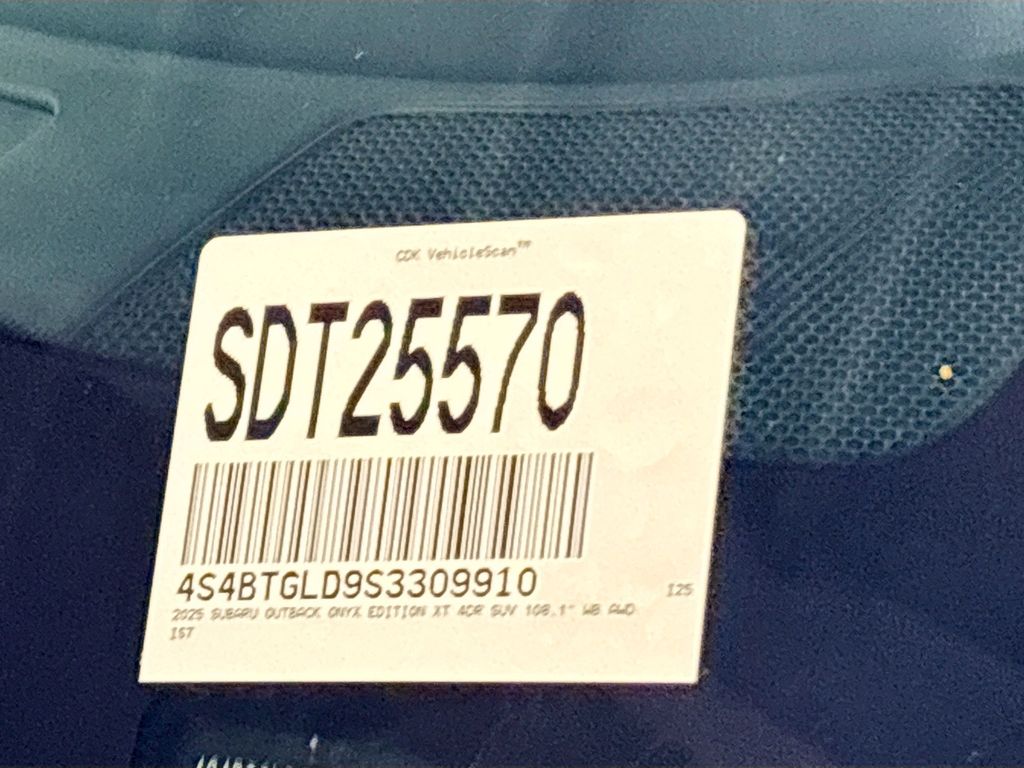 CDK VehicleScan™
SDT25570
4S4BTGLD9S3309910
I25
2025 SUBARU OUTBACK ONYX EDITION XT 4DR SUV 108.1" WB AWD
IST